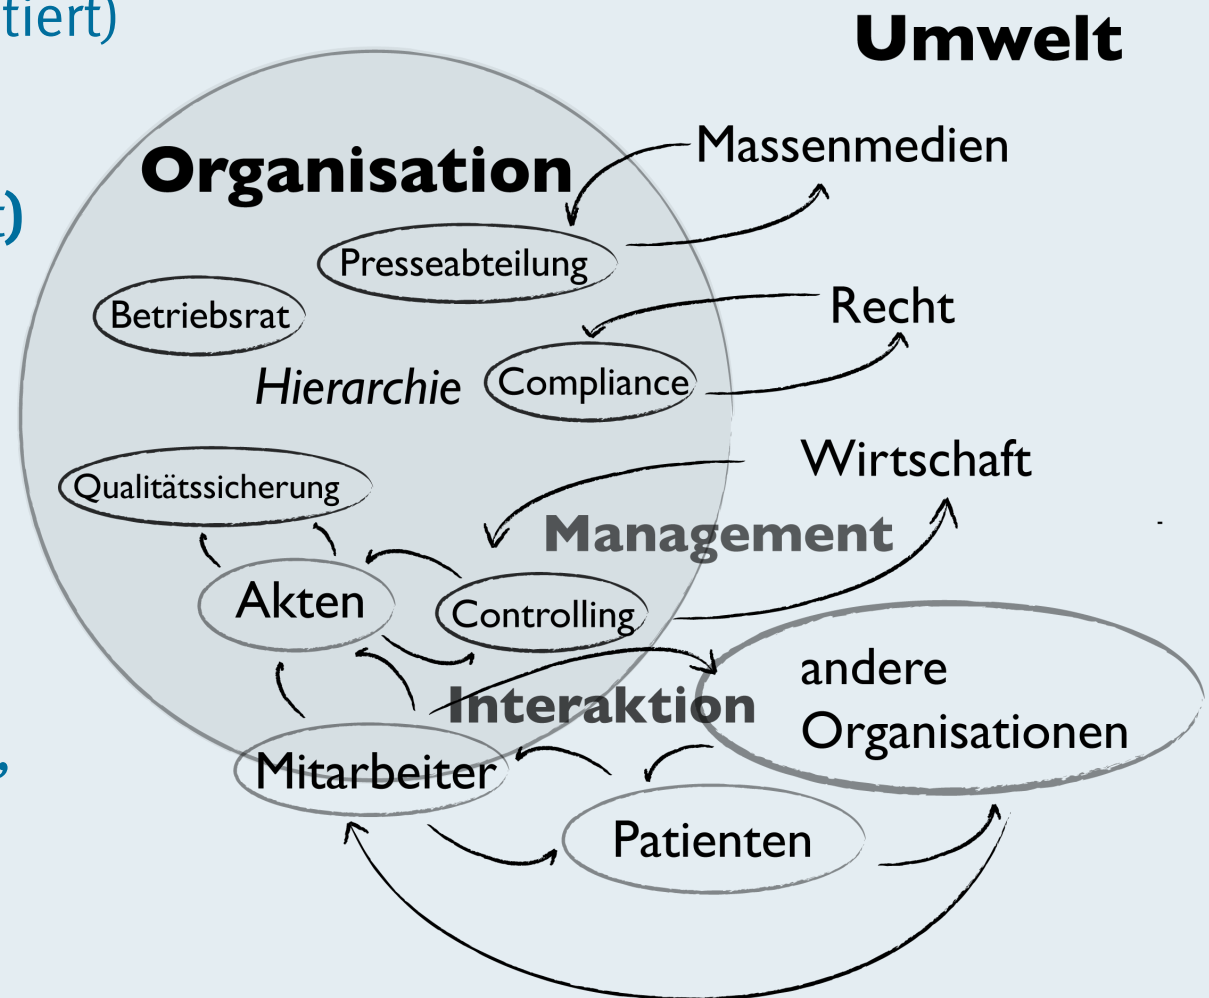 tiert)
Umwelt
Massenmedien
Organisation
t)
Presseabteilung
Betriebsrat
Recht
Hierarchie
Compliance
Wirtschaft
Qualitätssicherung
Management
Akten
Controlling
andere
Organisationen
Interaktion
Mitarbeiter
,
Patienten